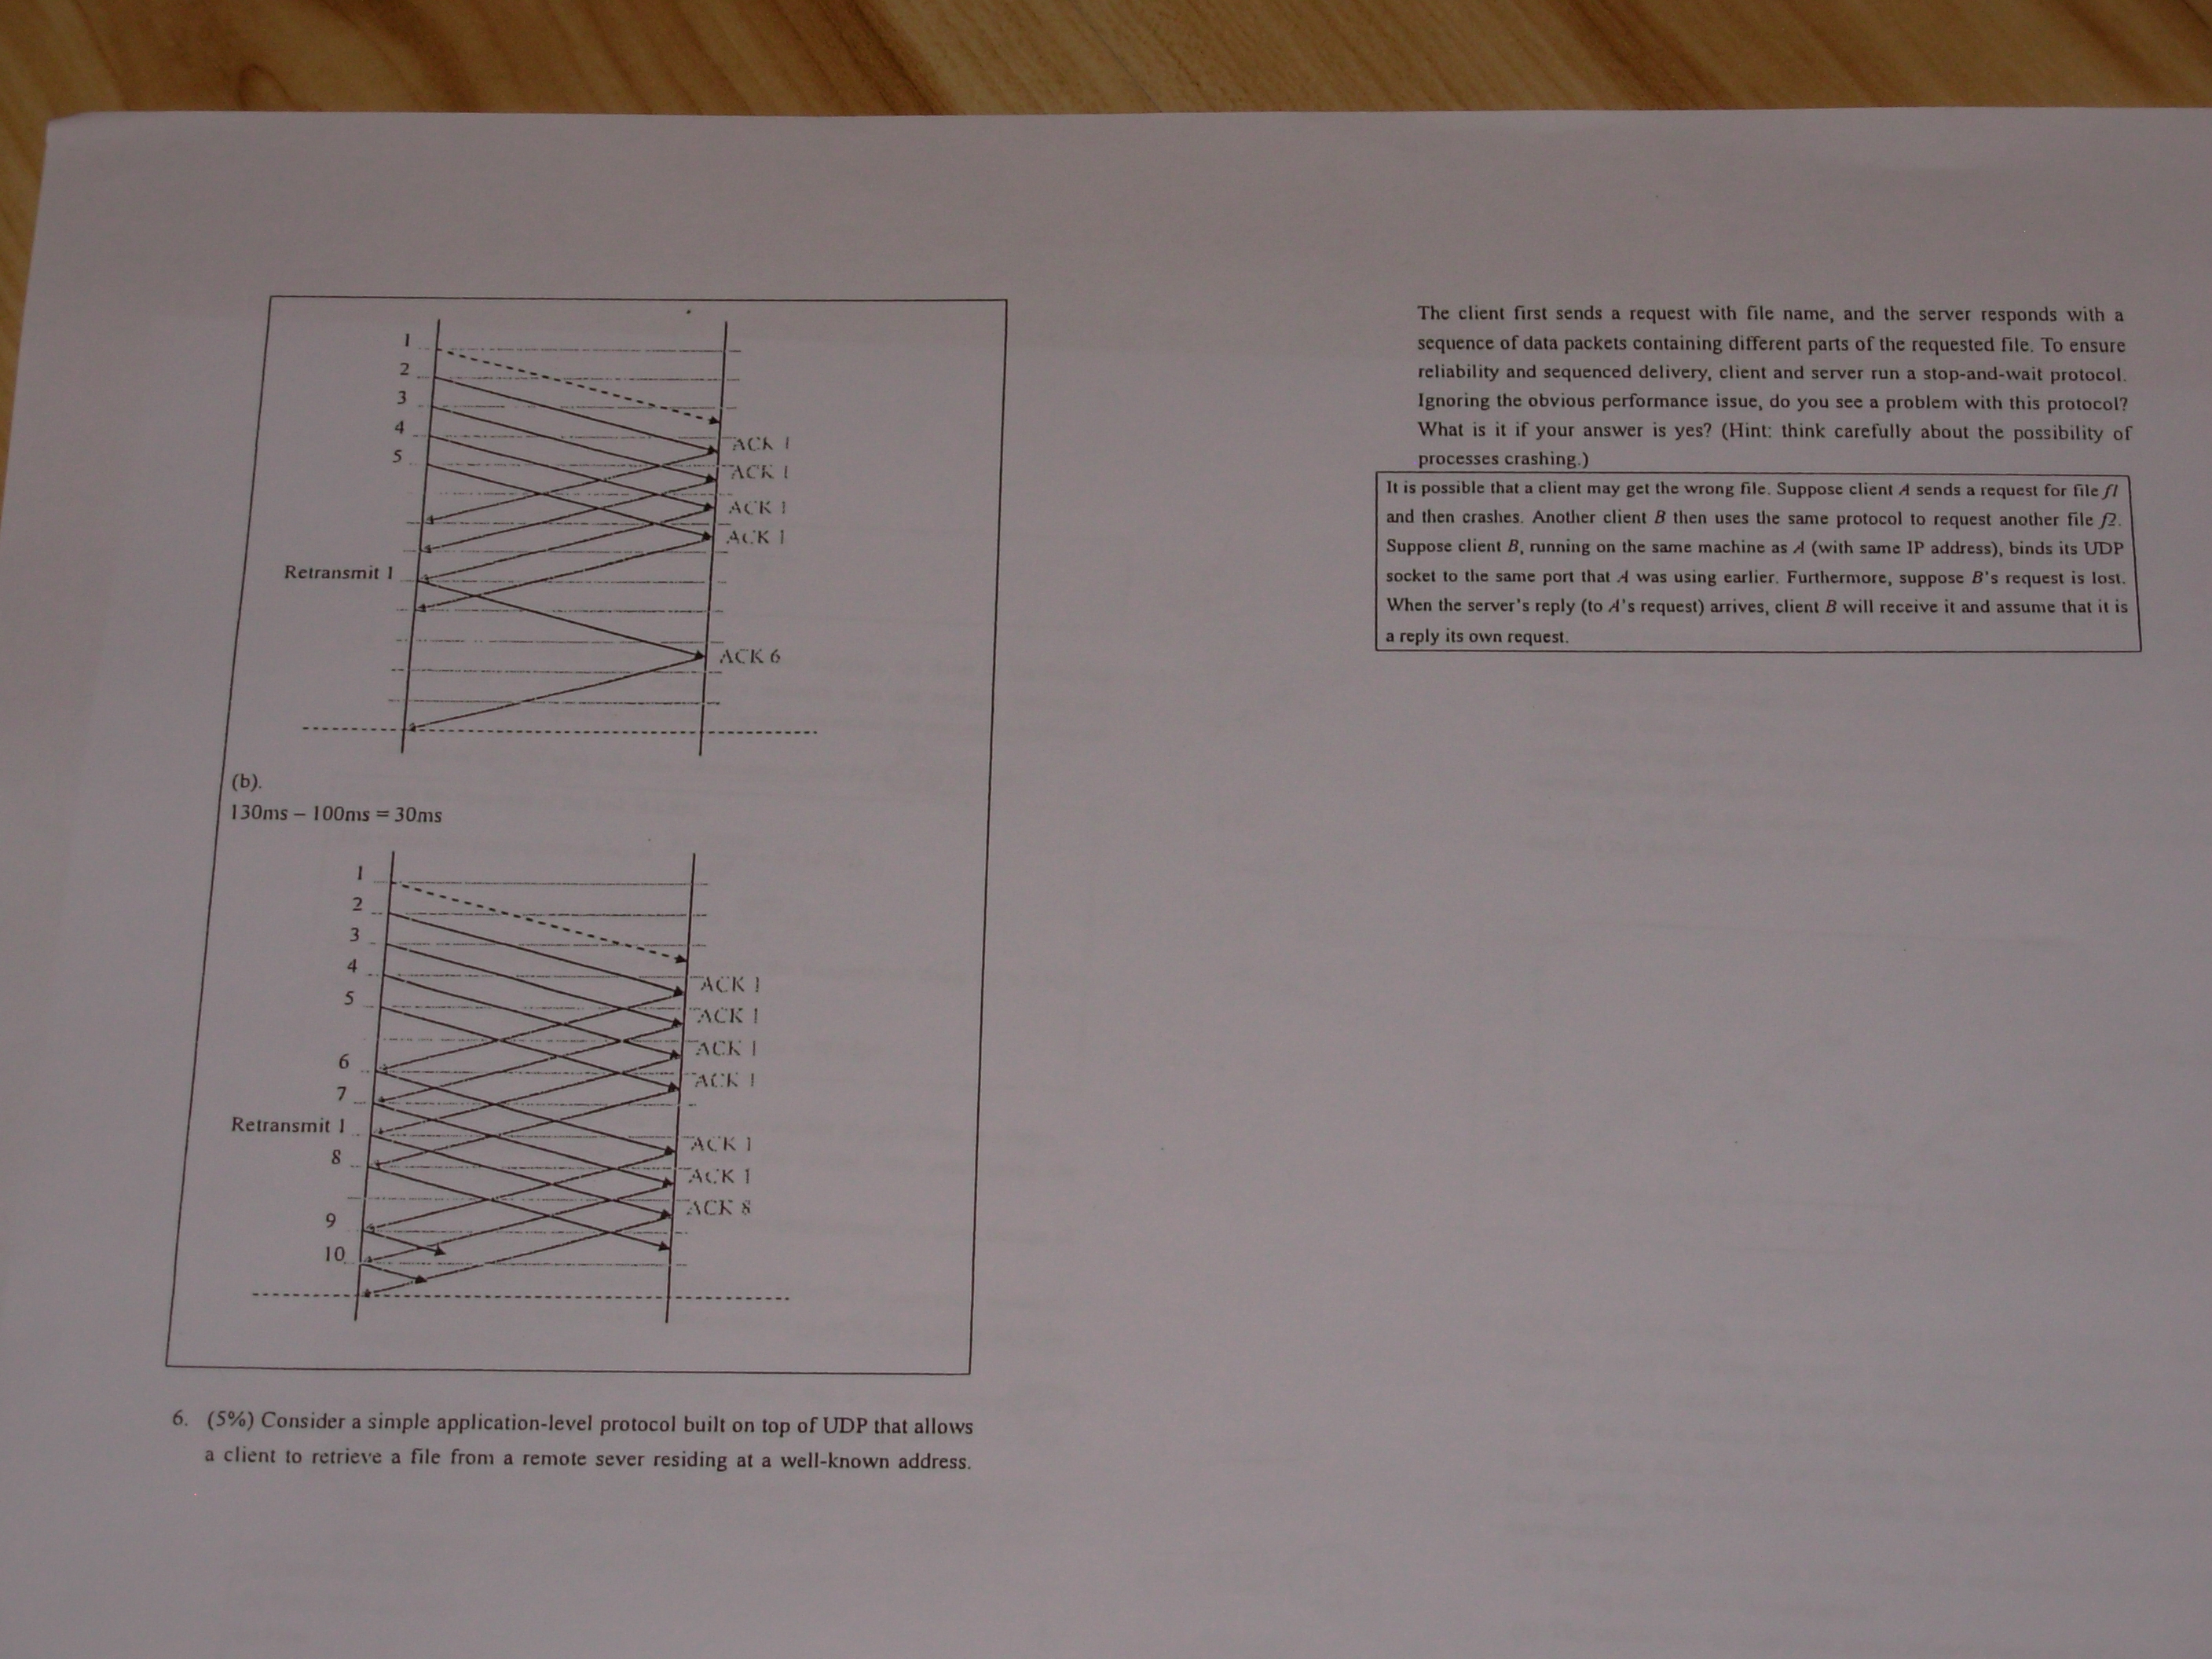 1
2
3
4
5
ACK 1
ACK 1
ACK 1
ACK 1
Retransmit 1
ACK 6
(b).
130ms – 100ms = 30ms
1
2
3
4
5
ACK 1
ACK 1
ACK 1
ACK 1
6
7
Retransmit 1
8
ACK 1
ACK 1
ACK 8
9
10
6. (5%) Consider a simple application-level protocol built on top of UDP that allows
a client to retrieve a file from a remote sever residing at a well-known address.
The client first sends a request with file name, and the server responds with a
sequence of data packets containing different parts of the requested file. To ensure
reliability and sequenced delivery, client and server run a stop-and-wait protocol.
Ignoring the obvious performance issue, do you see a problem with this protocol?
What is it if your answer is yes? (Hint: think carefully about the possibility of
processes crashing.)
It is possible that a client may get the wrong file. Suppose client A sends a request for file f1
and then crashes. Another client B then uses the same protocol to request another file f2.
Suppose client B, running on the same machine as A (with same IP address), binds its UDP
socket to the same port that A was using earlier. Furthermore, suppose B's request is lost.
When the server's reply (to A's request) arrives, client B will receive it and assume that it is
a reply its own request.